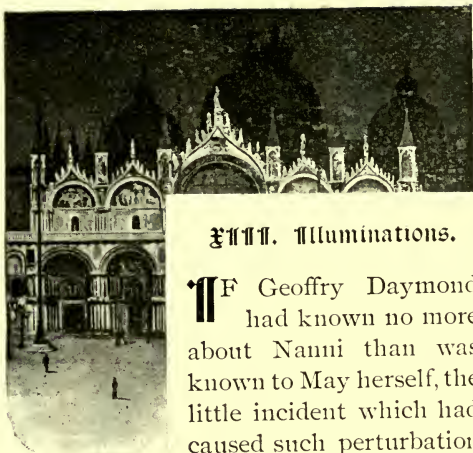 XIII. Illuminations.
IF Geoffry Daymond
had known no more
about Nanni than was
known to May herself, the
little incident which had
caused such perturbation